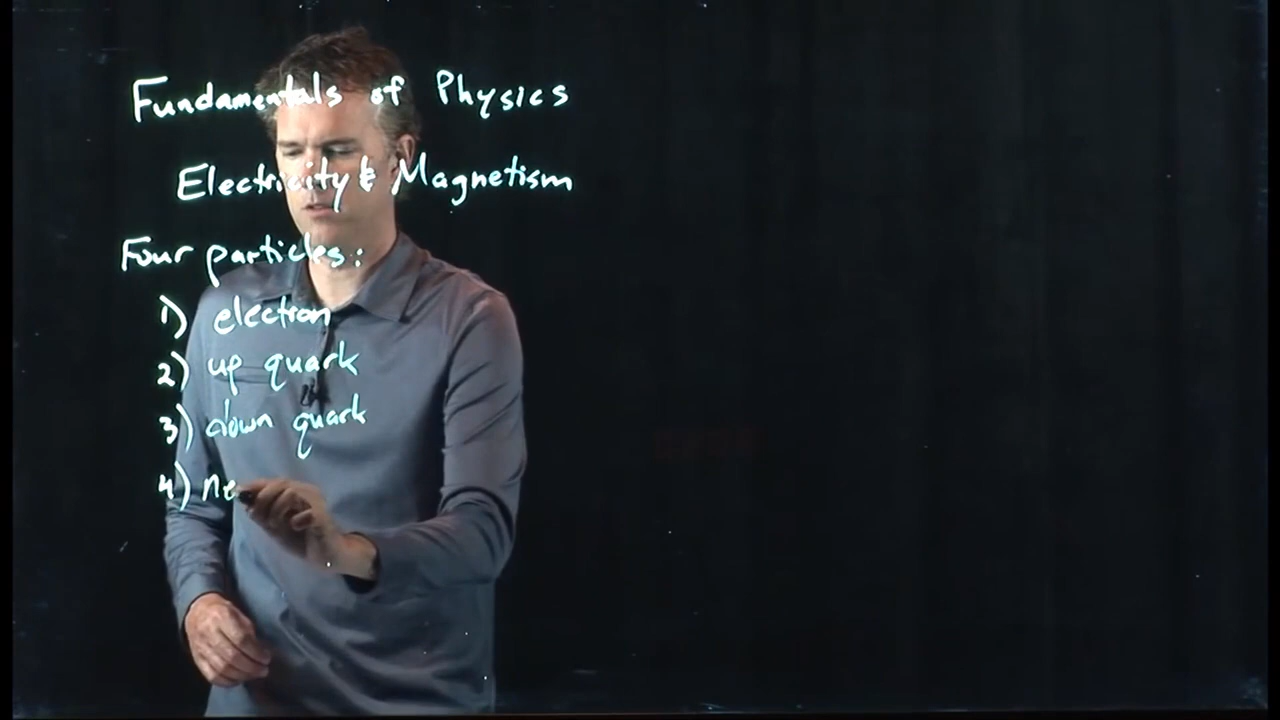 Fundamentals of Physics
Electricity & Magnetism
Four particles:
1) electron
2) up quark
3) down quark
4) ne